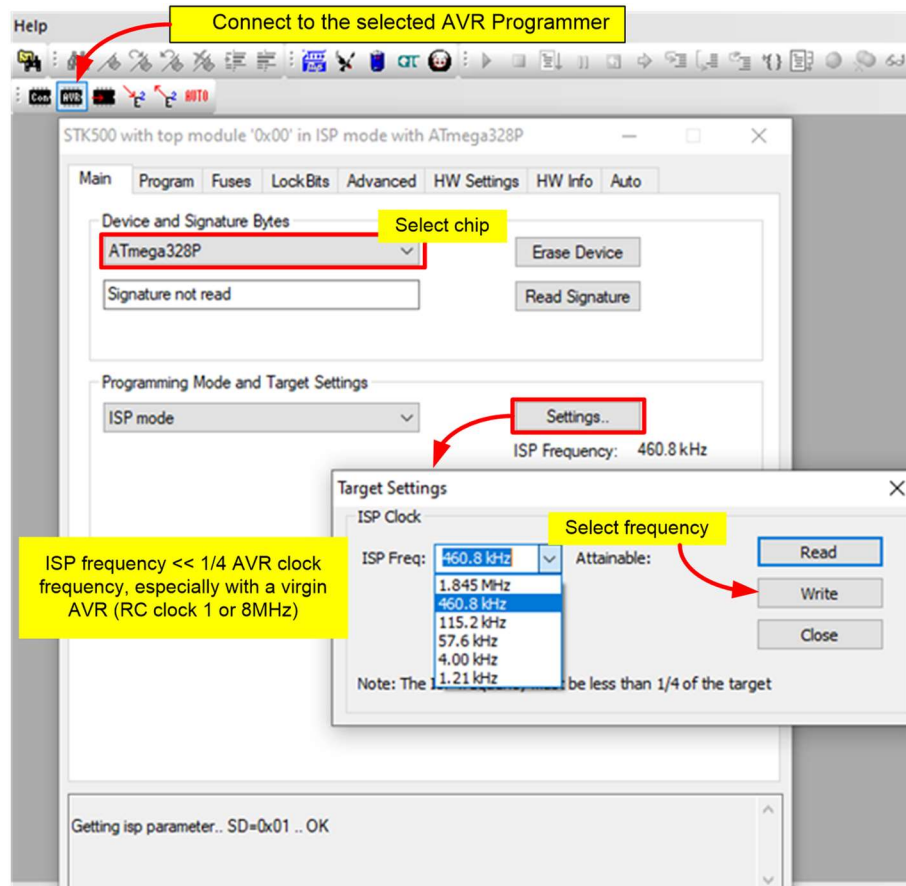 Help
Connect to the selected AVR Programmer
Con
AVR
AUTO
STK500 with top module '0x00' in ISP mode with ATmega328P
Main Program Fuses LockBits Advanced HW Settings HW Info Auto
Device and Signature Bytes
Select chip
ATmega328P
Erase Device
Signature not read
Read Signature
Programming Mode and Target Settings
ISP mode
Settings..
ISP Frequency: 460.8 kHz
Target Settings
ISP Clock
Select frequency
ISP Freq: 460.8 kHz Attainable:
Read
1.845 MHz
460.8 kHz
115.2 kHz
57.6 kHz
4.00 kHz
1.21 kHz
Write
Close
Note: The be less than 1/4 of the target
ISP frequency << 1/4 AVR clock
frequency, especially with a virgin
AVR (RC clock 1 or 8MHz)
Getting isp parameter.. SD=0x01 .. OK